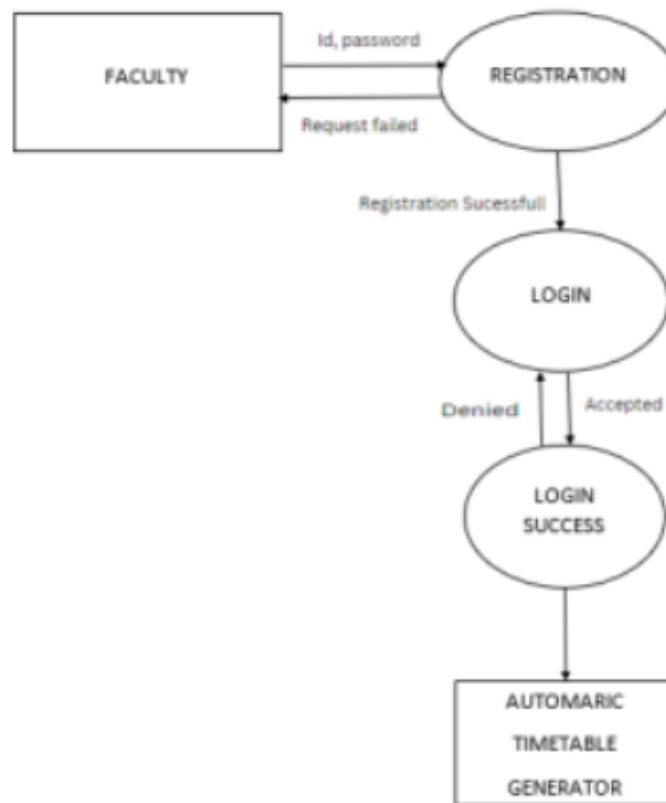 Id, password
FACULTY
REGISTRATION
Request failed
Registration Sucessfull
LOGIN
Denied
Accepted
LOGIN
SUCCESS
AUTOMARIC
TIMETABLE
GENERATOR